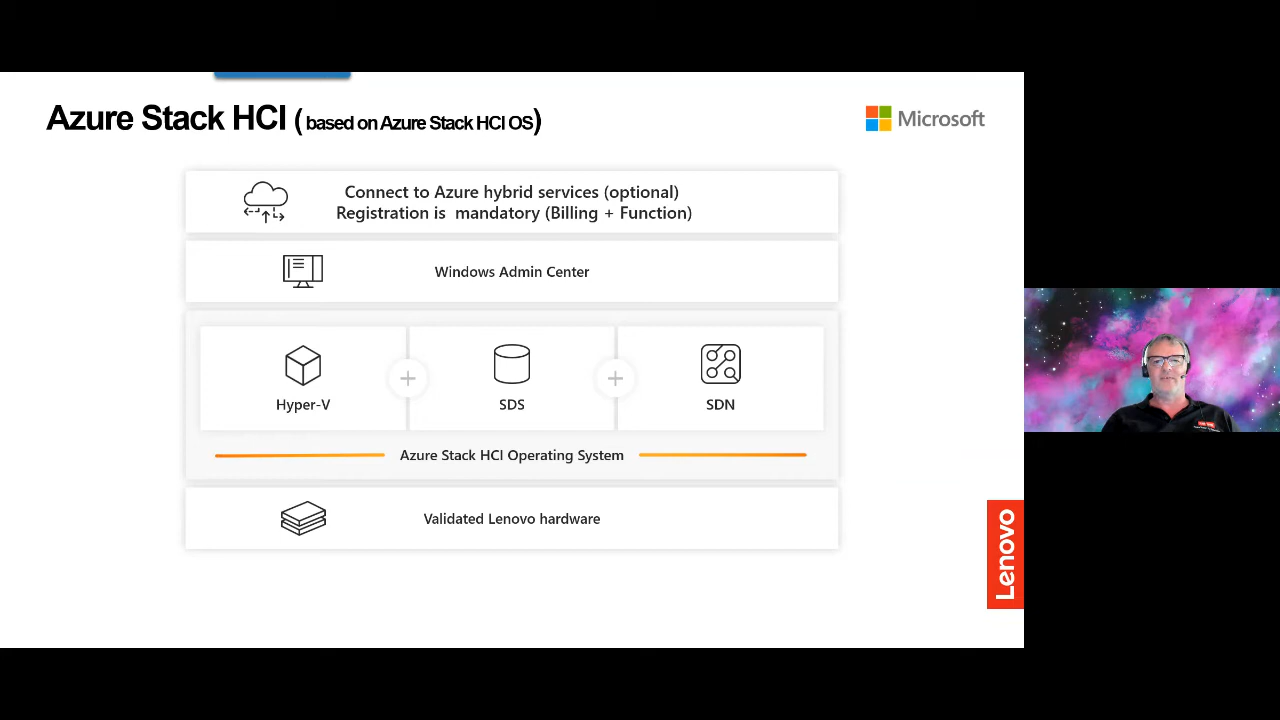 Azure Stack HCI ( based on Azure Stack HCI OS)
Microsoft
Connect to Azure hybrid services (optional)
Registration is mandatory (Billing + Function)
Windows Admin Center
Hyper-V
SDS
SDN
Azure Stack HCI Operating System
Validated Lenovo hardware
Lenovo